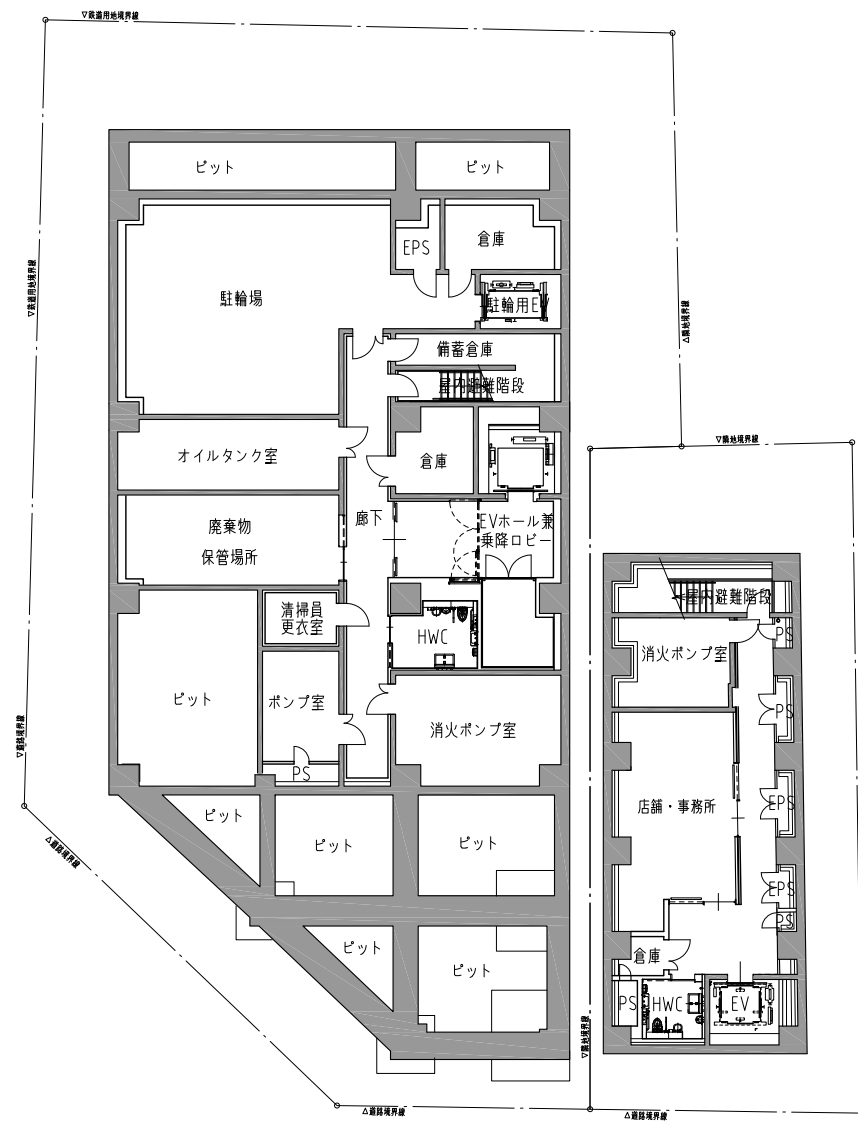 ▽鉄道用地境界線
ピット
ピット
EPS
倉庫
▽鉄道用地境界線
駐輪場
駐輪用EV
△隣地境界線
備蓄倉庫
屋内避難階段
▽隣地境界線
オイルタンク室
倉庫
廊下
EVホール兼
乗降ロビー
廃棄物
保管場所
清掃員
更衣室
HWC
屋内避難階段
PS
消火ポンプ室
ピット
ポンプ室
消火ポンプ室
PS
PS
▽道路境界線
店舗・事務所
EPS
ピット
ピット
ピット
△道路境界線
EPS
PS
ピット
ピット
倉庫
PS
HWC
EV
▽隣地境界線
△道路境界線
△道路境界線